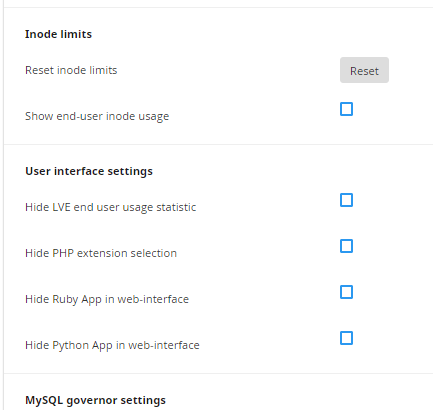 Inode limits
Reset inode limits
Reset
Show end-user inode usage
User interface settings
Hide LVE end user usage statistic
Hide PHP extension selection
Hide Ruby App in web-interface
Hide Python App in web-interface
MySQL governor settings